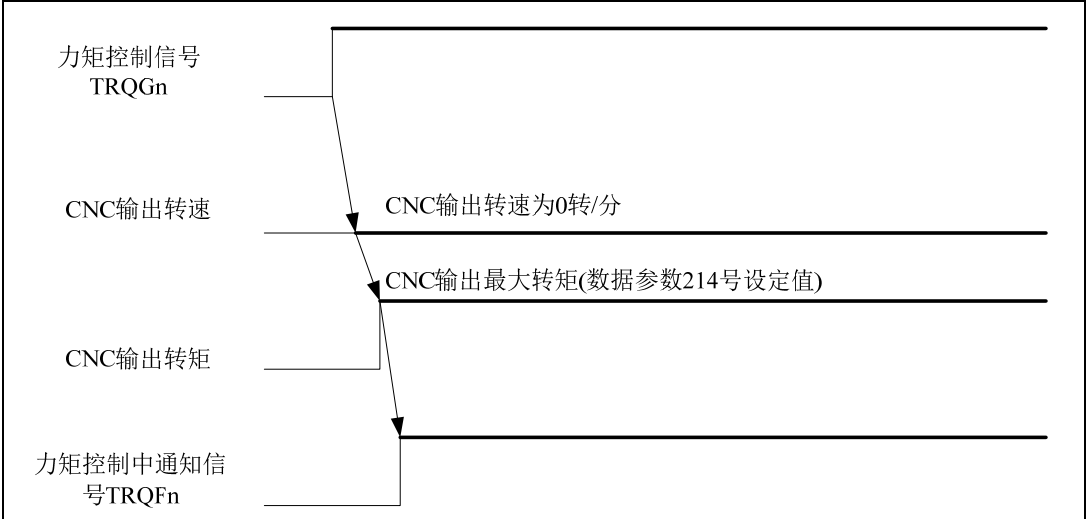 力矩控制信号
TRQGn
CNC输出转速
CNC输出转速为0转/分
CNC输出最大转矩(数据参数214号设定值)
CNC输出转矩
力矩控制中通知信
号TRQFn